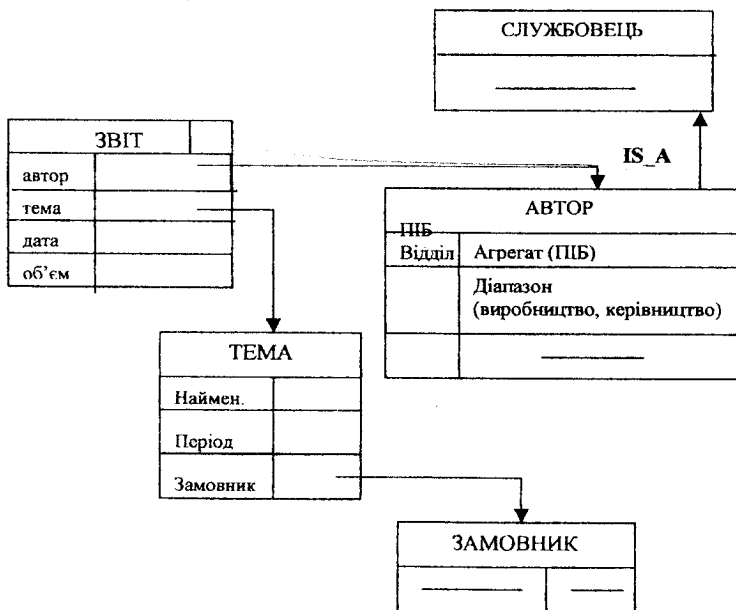 СЛУЖБОВЕЦЬ
ЗВІТ
автор
тема
дата
об'єм
IS_A
АВТОР
ПІБ
Відділ
Агрегат (ПІБ)
Діапазон
(виробництво, керівництво)
ТЕМА
Наймен.
Період
Замовник
ЗАМОВНИК